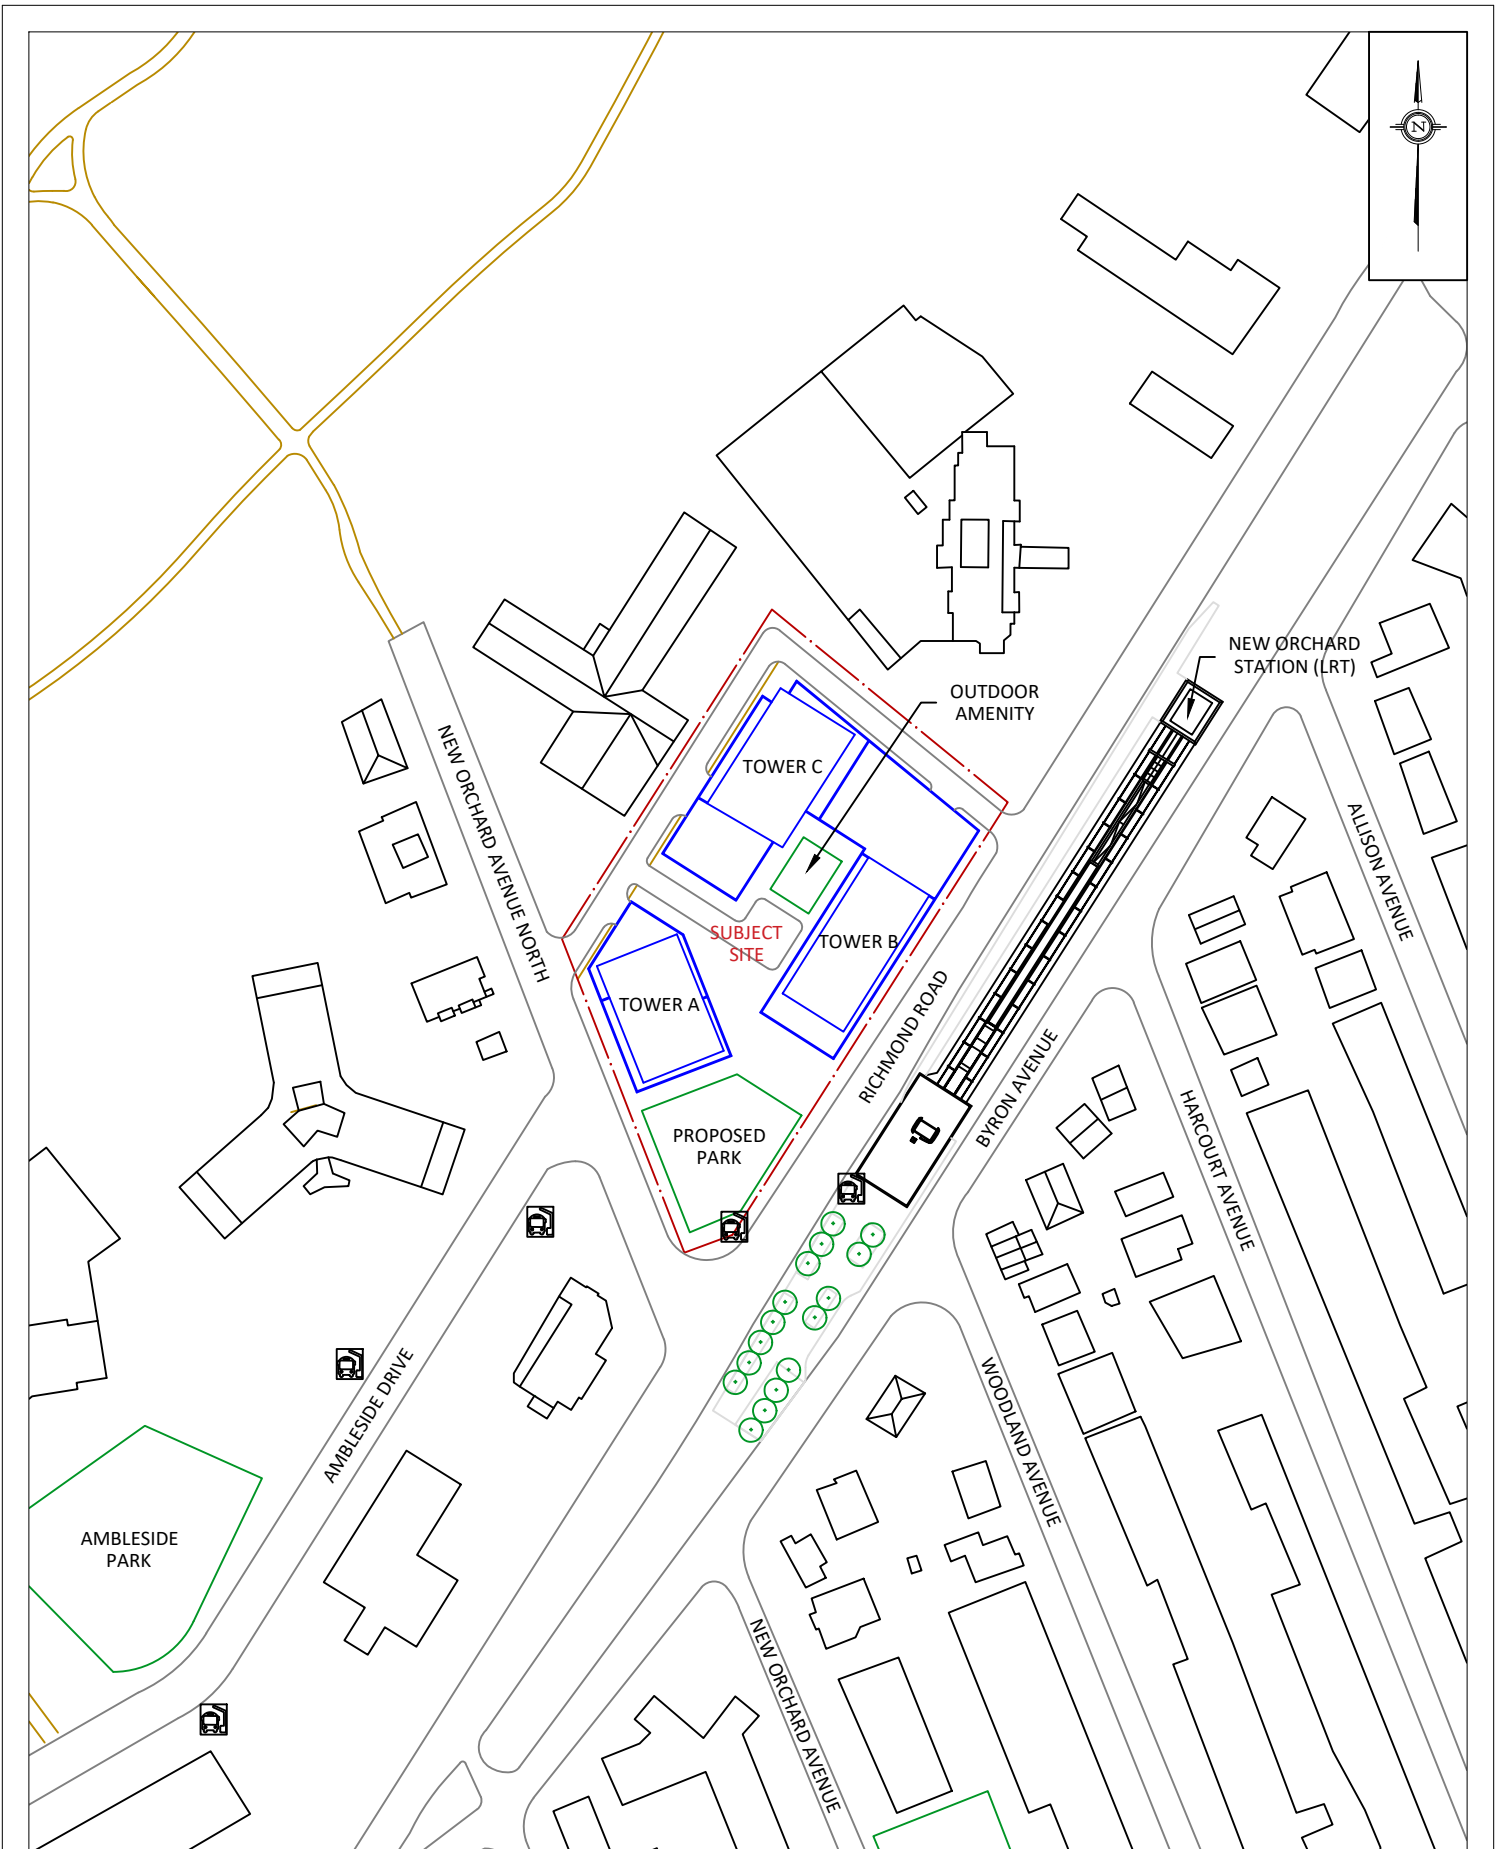 N
NEW ORCHARD
STATION (LRT)
OUTDOOR
AMENITY
TOWER C
NEW ORCHARD AVENUE NORTH
ALLISON AVENUE
SUBJECT
SITE
TOWER B
TOWER A
RICHMOND ROAD
BYRON AVENUE
PROPOSED
PARK
HARCOURT AVENUE
AMBLESIDE DRIVE
WOODLAND AVENUE
AMBLESIDE
PARK
NEW ORCHARD AVENUE